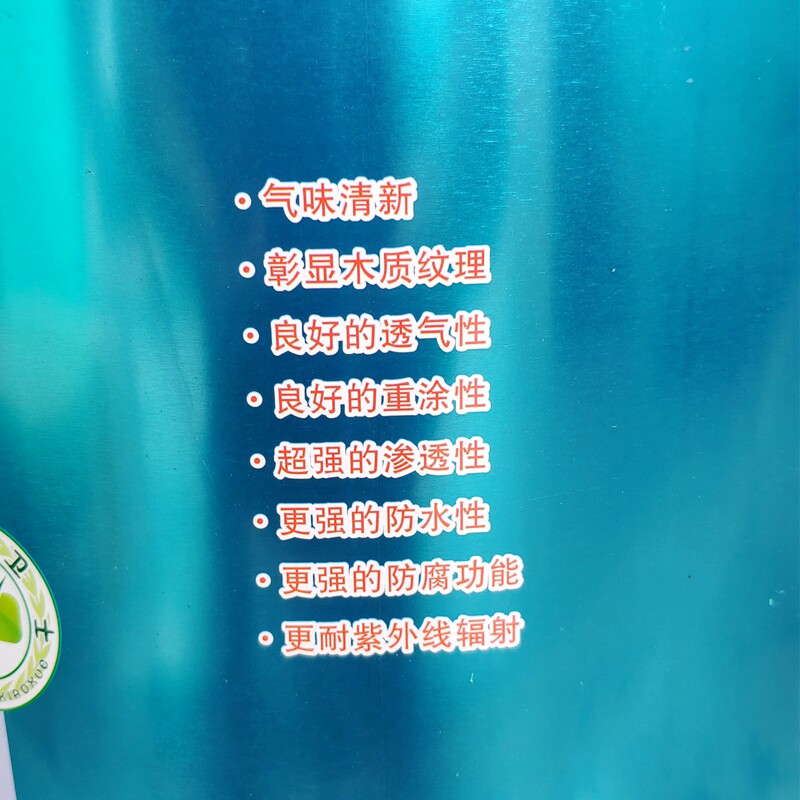 • 气味清新
• 彰显木质纹理
• 良好的透气性
• 良好的重涂性
• 超强的渗透性
• 更强的防水性
• 更强的防腐功能
• 更耐紫外线辐射
卫士